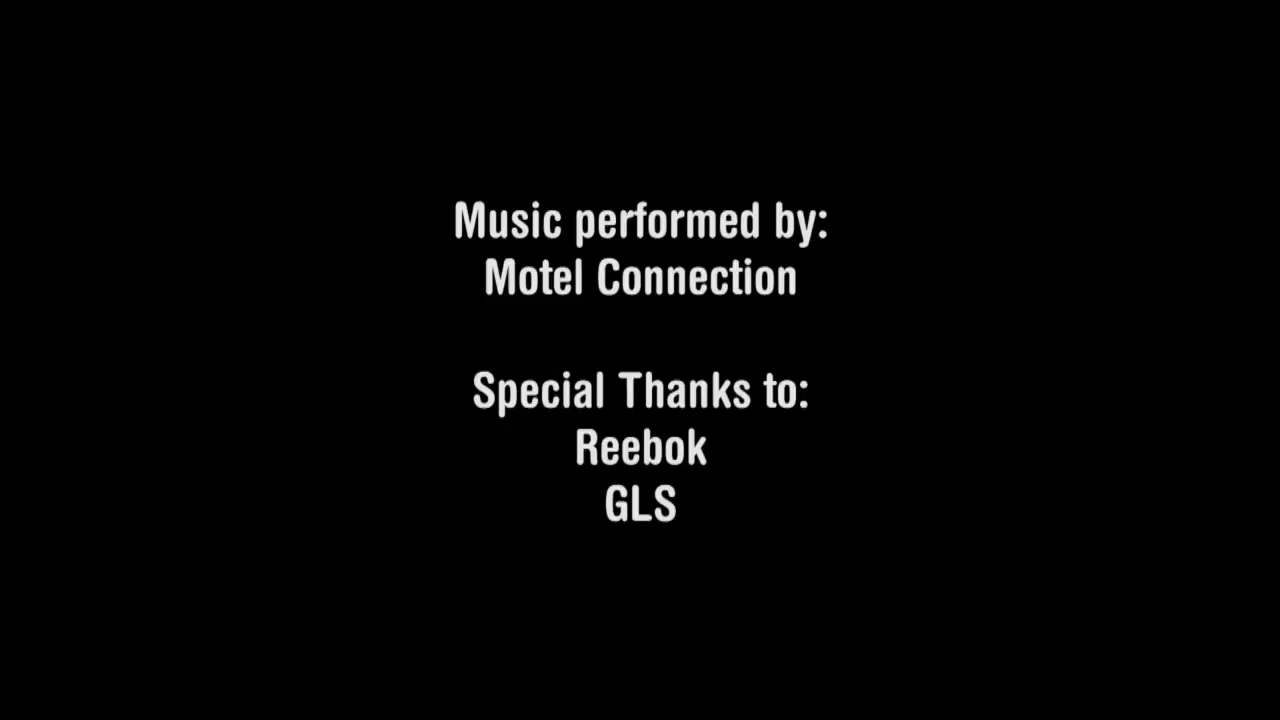 Music performed by:
Motel Connection
Special Thanks to:
Reebok
GLS